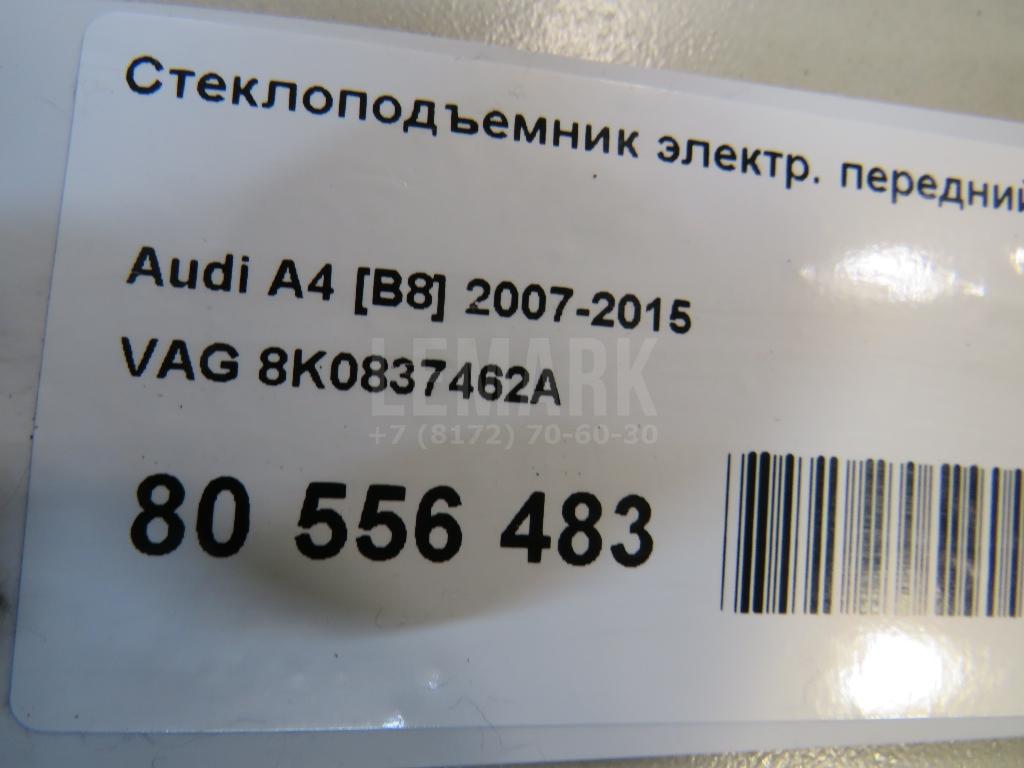 Стеклоподъемник электр. передний
Audi A4 [B8] 2007-2015
VAG 8K0837462A
LEMARK
+7 (8172) 70-60-30
80 556 483